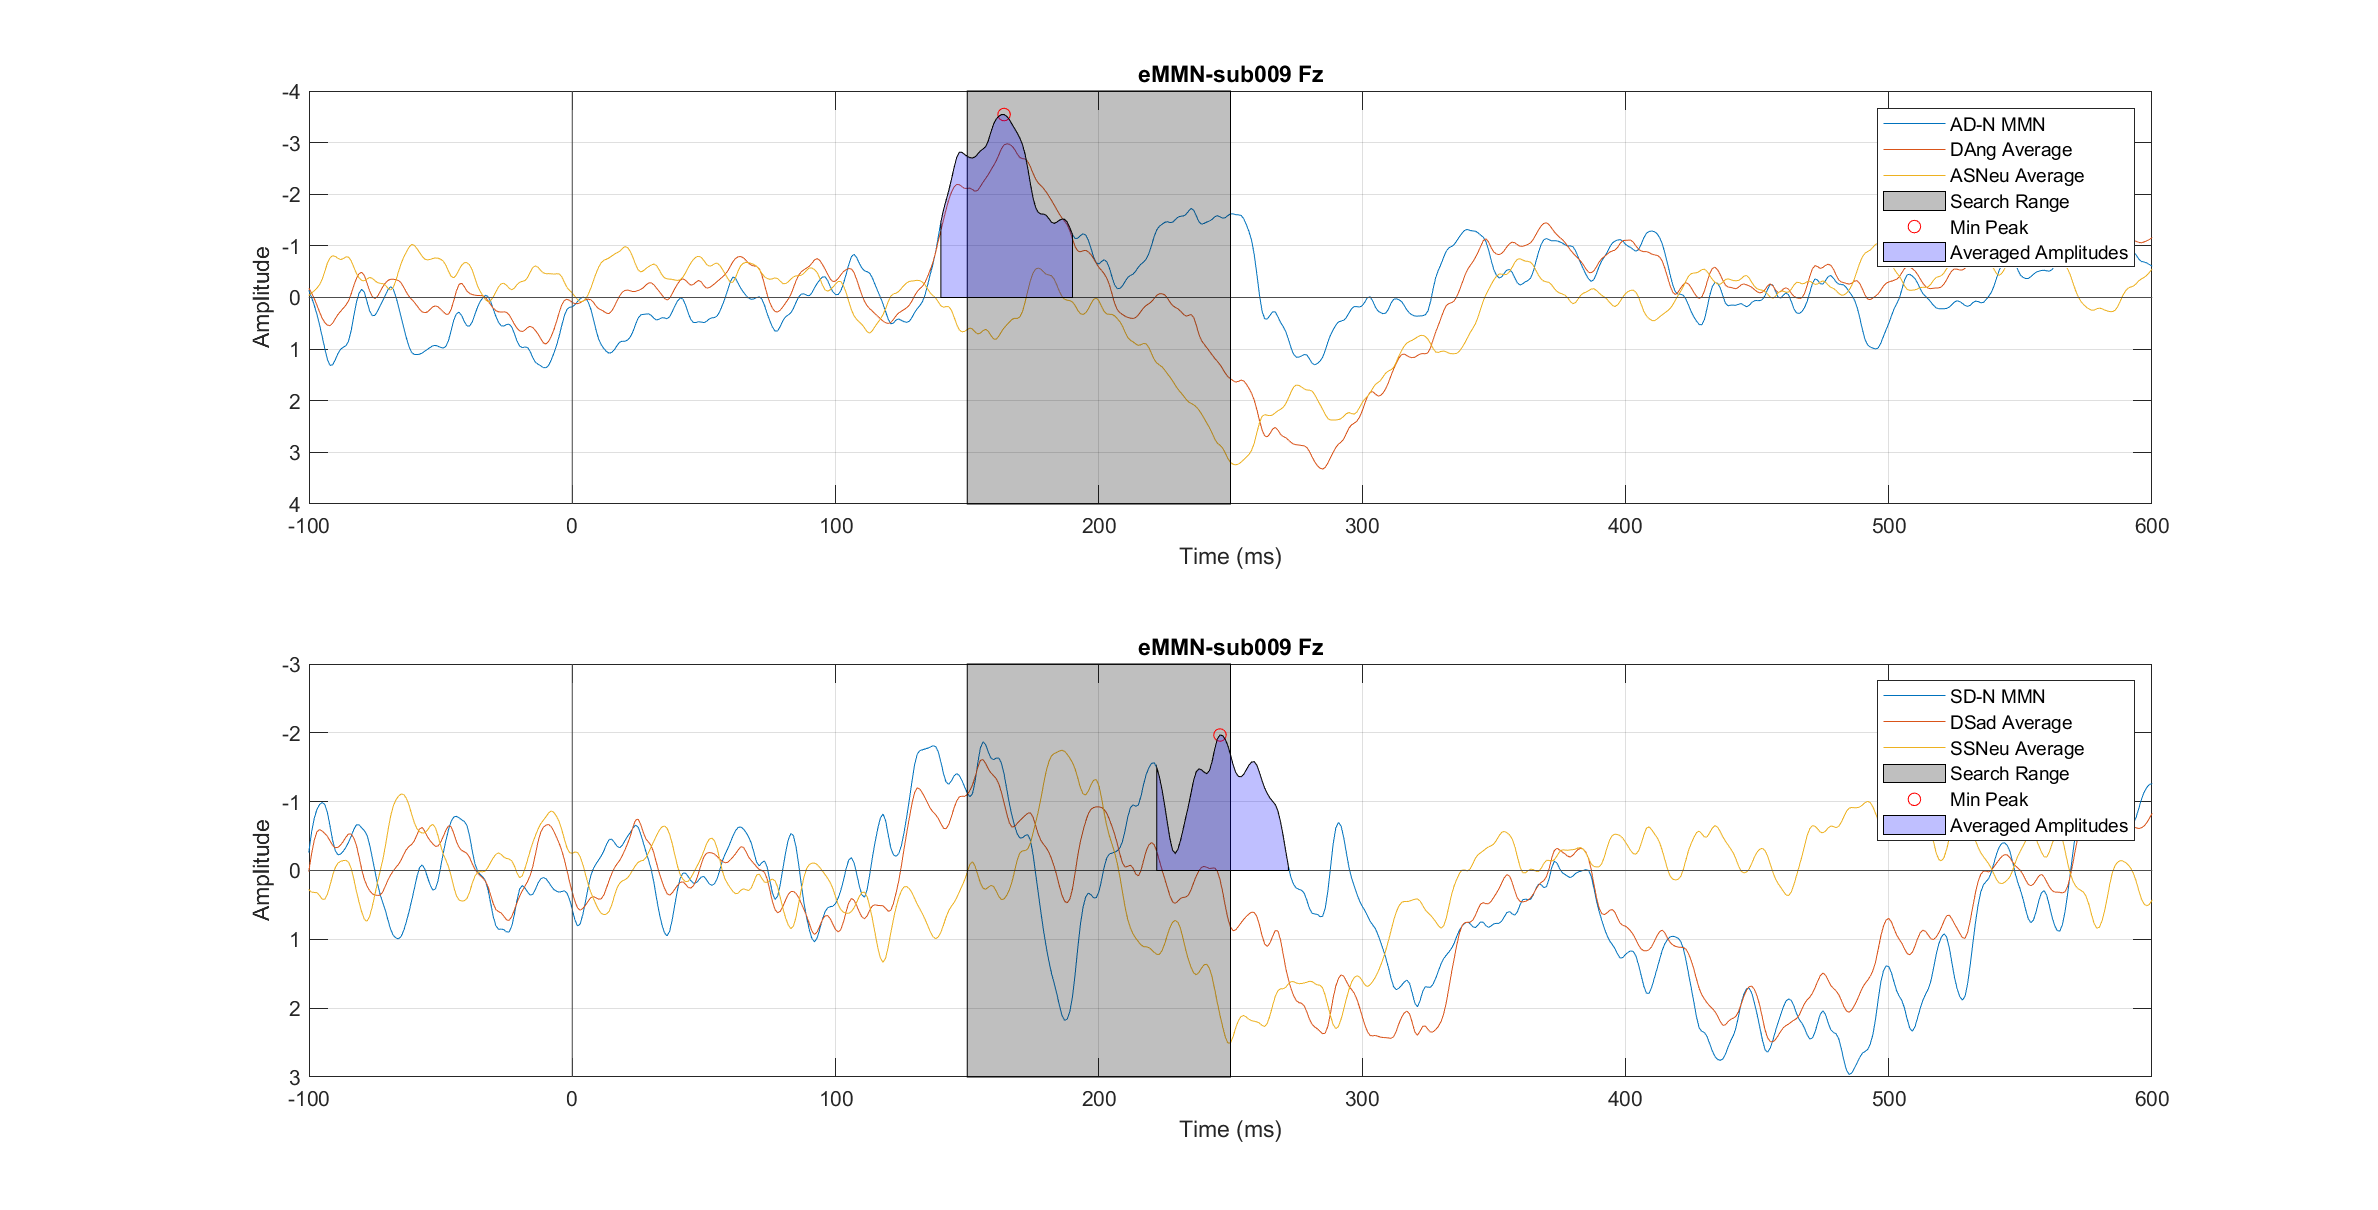 eMMN-sub009 Fz
-4
-3
-2
-1
0
1
2
3
4
Amplitude
-100 0 100 200 300 400 500 600
Time (ms)
AD-N MMN
DAng Average
ASNeu Average
Search Range
Min Peak
Averaged Amplitudes
eMMN-sub009 Fz
-3
-2
-1
0
1
2
3
Amplitude
-100 0 100 200 300 400 500 600
Time (ms)
SD-N MMN
DSad Average
SSNeu Average
Search Range
Min Peak
Averaged Amplitudes